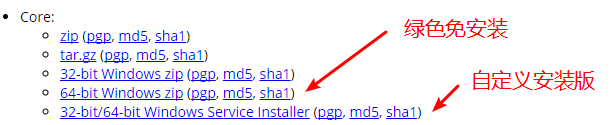 Core:
zip (pgp, md5, sha1)
绿色免安装
tar.gz (pgp, md5, sha1)
32-bit Windows zip (pgp, md5, sha1)
自定义安装版
64-bit Windows zip (pgp, md5, sha1)
32-bit/64-bit Windows Service Installer (pgp, md5, sha1)